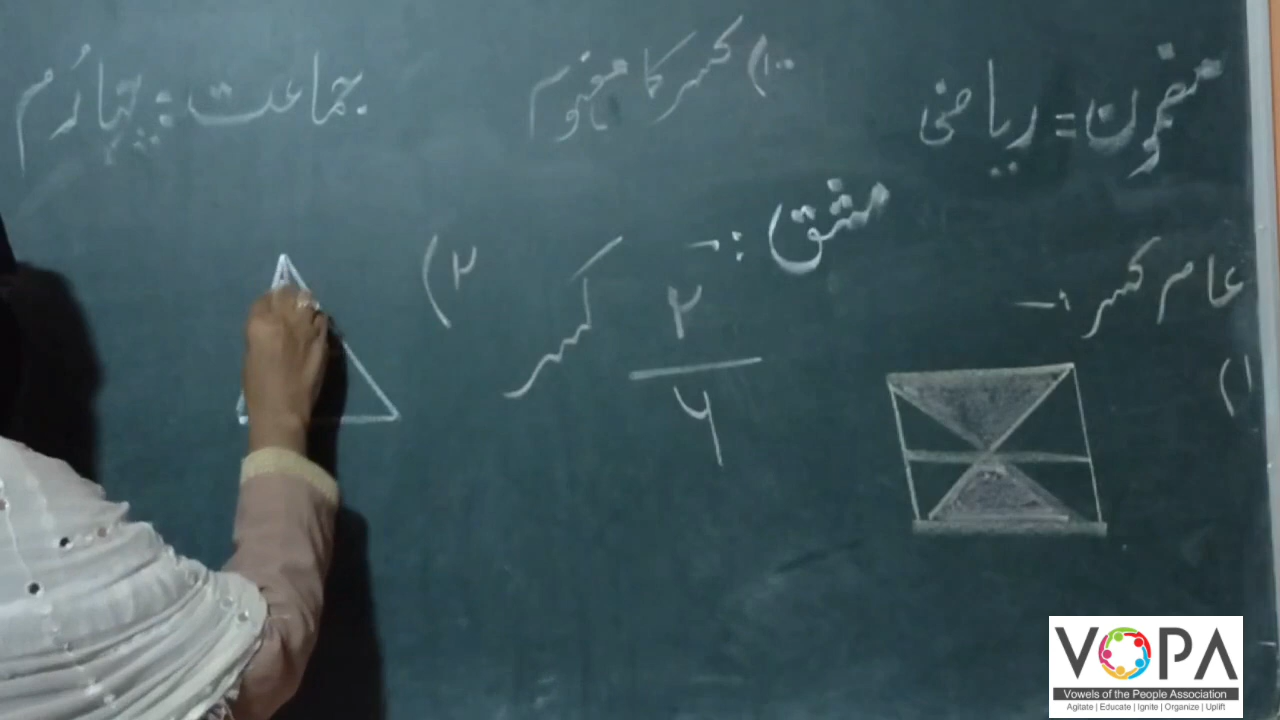 مضمون = ریاضی
۱۰) کسر کا مفہوم
جماعت = چہارُم
مشق :-
عام کسر :-
۱)
۲
۶
کسر
۲)
VOPA
Vowels of the People Association
Agitate | Educate | Ignite | Organize | Uplift